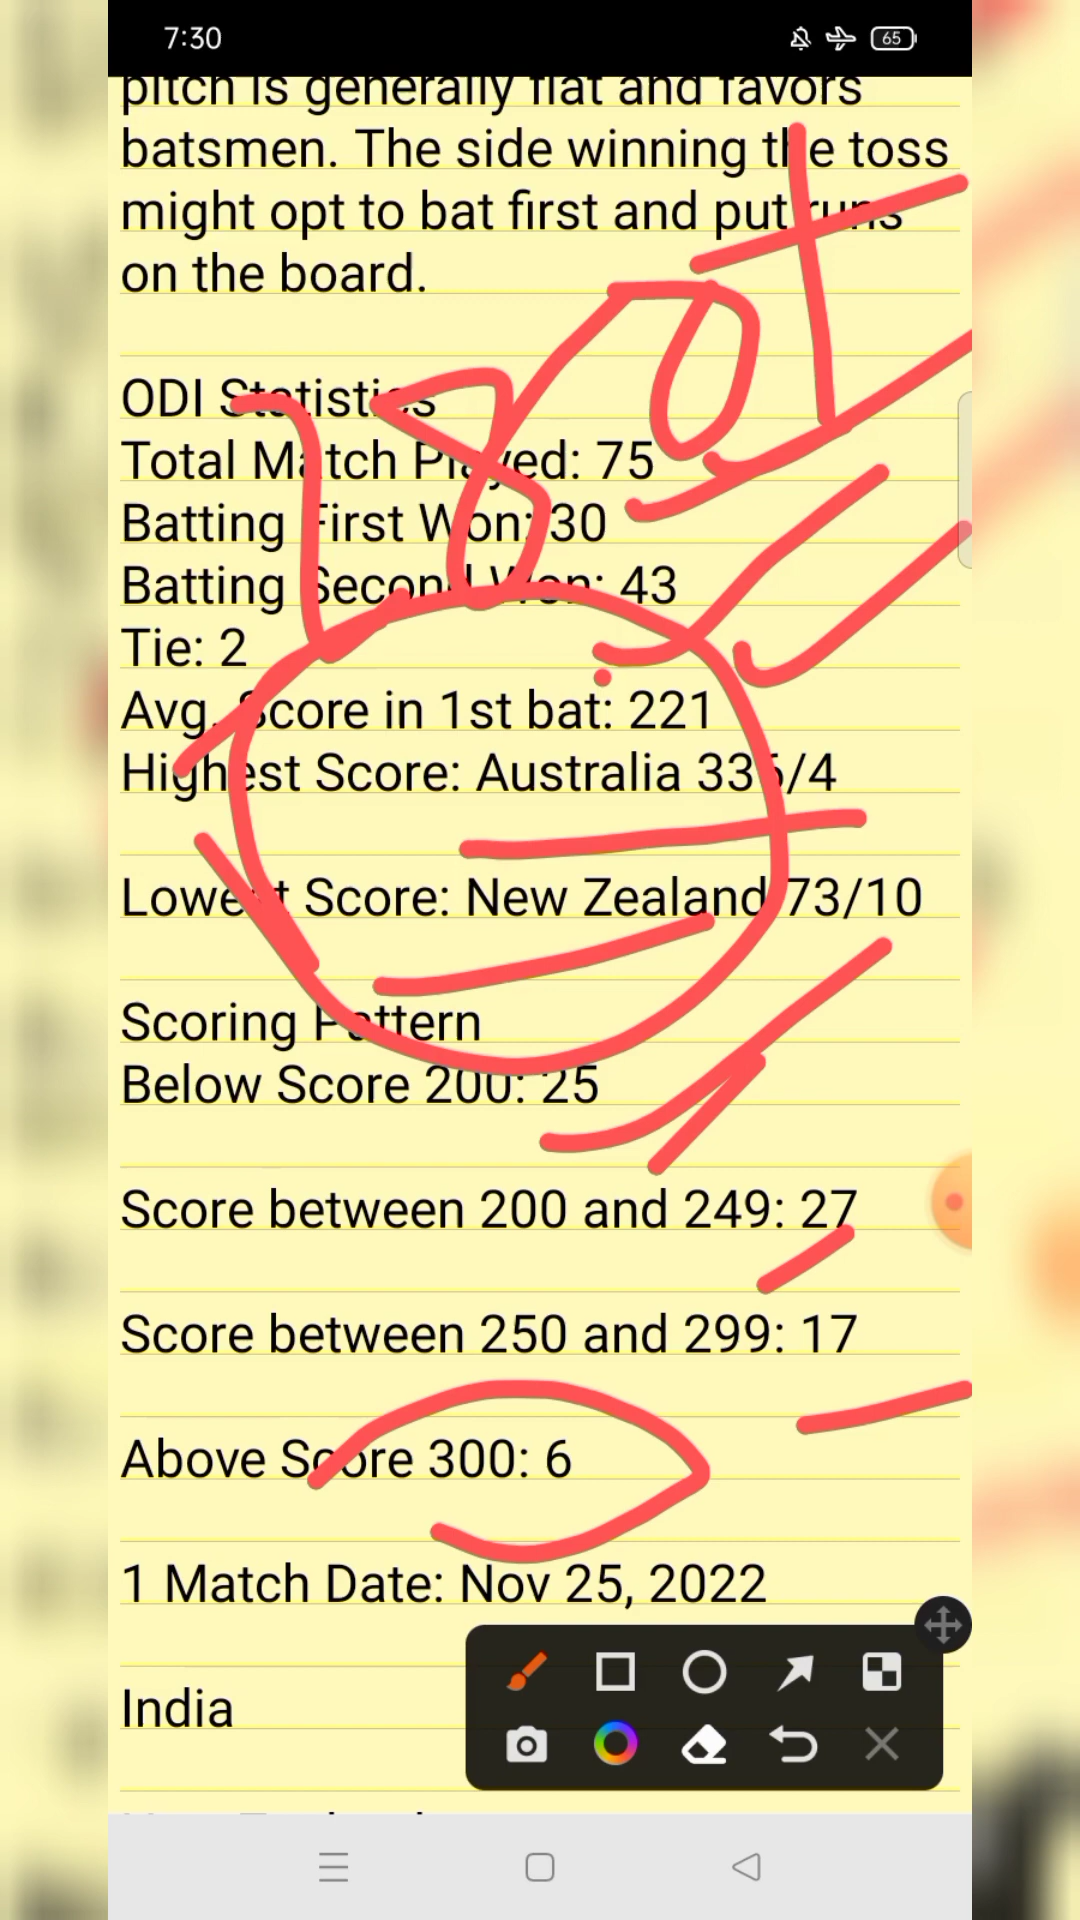 7:30
65
pitch is generally flat and favors
batsmen. The side winning the toss
might opt to bat first and put runs
on the board.
ODI Statistics
Total Match Played: 75
Batting First Won: 30
Batting Second Won: 43
Tie: 2
Avg. Score in 1st bat: 221
Highest Score: Australia 336/4
Lowest Score: New Zealand 73/10
Scoring Pattern
Below Score 200: 25
Score between 200 and 249: 27
Score between 250 and 299: 17
Above Score 300: 6
1 Match Date: Nov 25, 2022
India